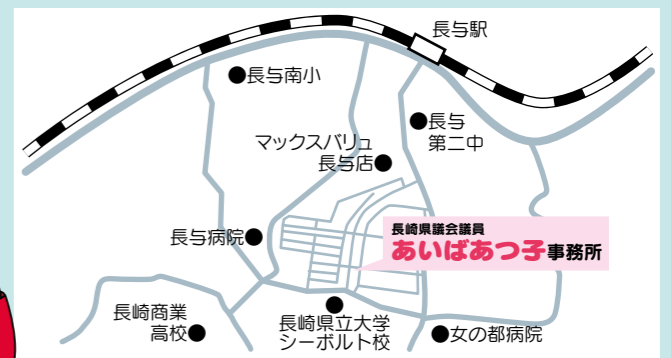 長与駅
長与南小
長与
第二中
マックスバリュ
長与店
長崎県議会議員
あいばあつ子事務所
長与病院
長崎商業
高校
長崎県立大学
シーボルト校
女の都病院